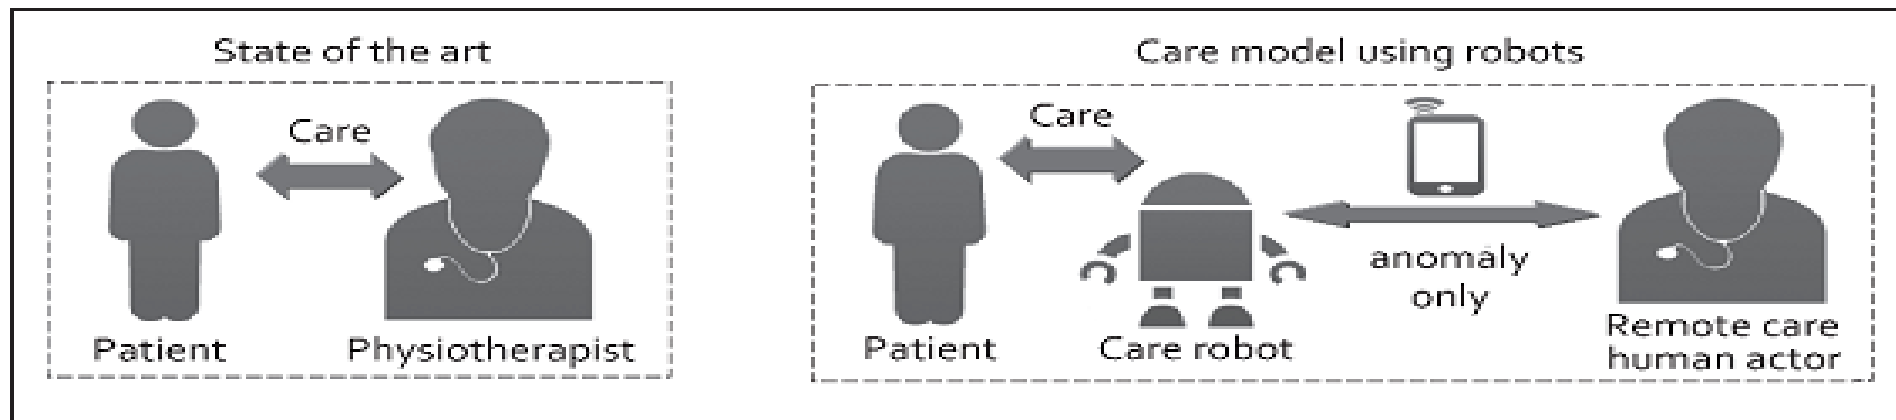 State of the art
Care
Patient
Physiotherapist
Care model using robots
Care
anomaly
only
Patient
Care robot
Remote care
human actor